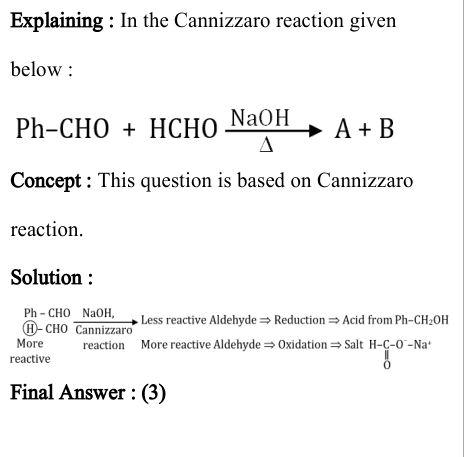 Explaining : In the Cannizzaro reaction given
below :
Ph–CHO + HCHO NaOH Δ A + B
Concept : This question is based on Cannizzaro
reaction.
Solution :
Ph - CHO NaOH, Less reactive Aldehyde ⇒ Reduction ⇒ Acid from Ph–CH₂OH
H - CHO Cannizzaro
More reaction More reactive Aldehyde ⇒ Oxidation ⇒ Salt H–C–O⁻–Na⁺
reactive O
Final Answer : (3)